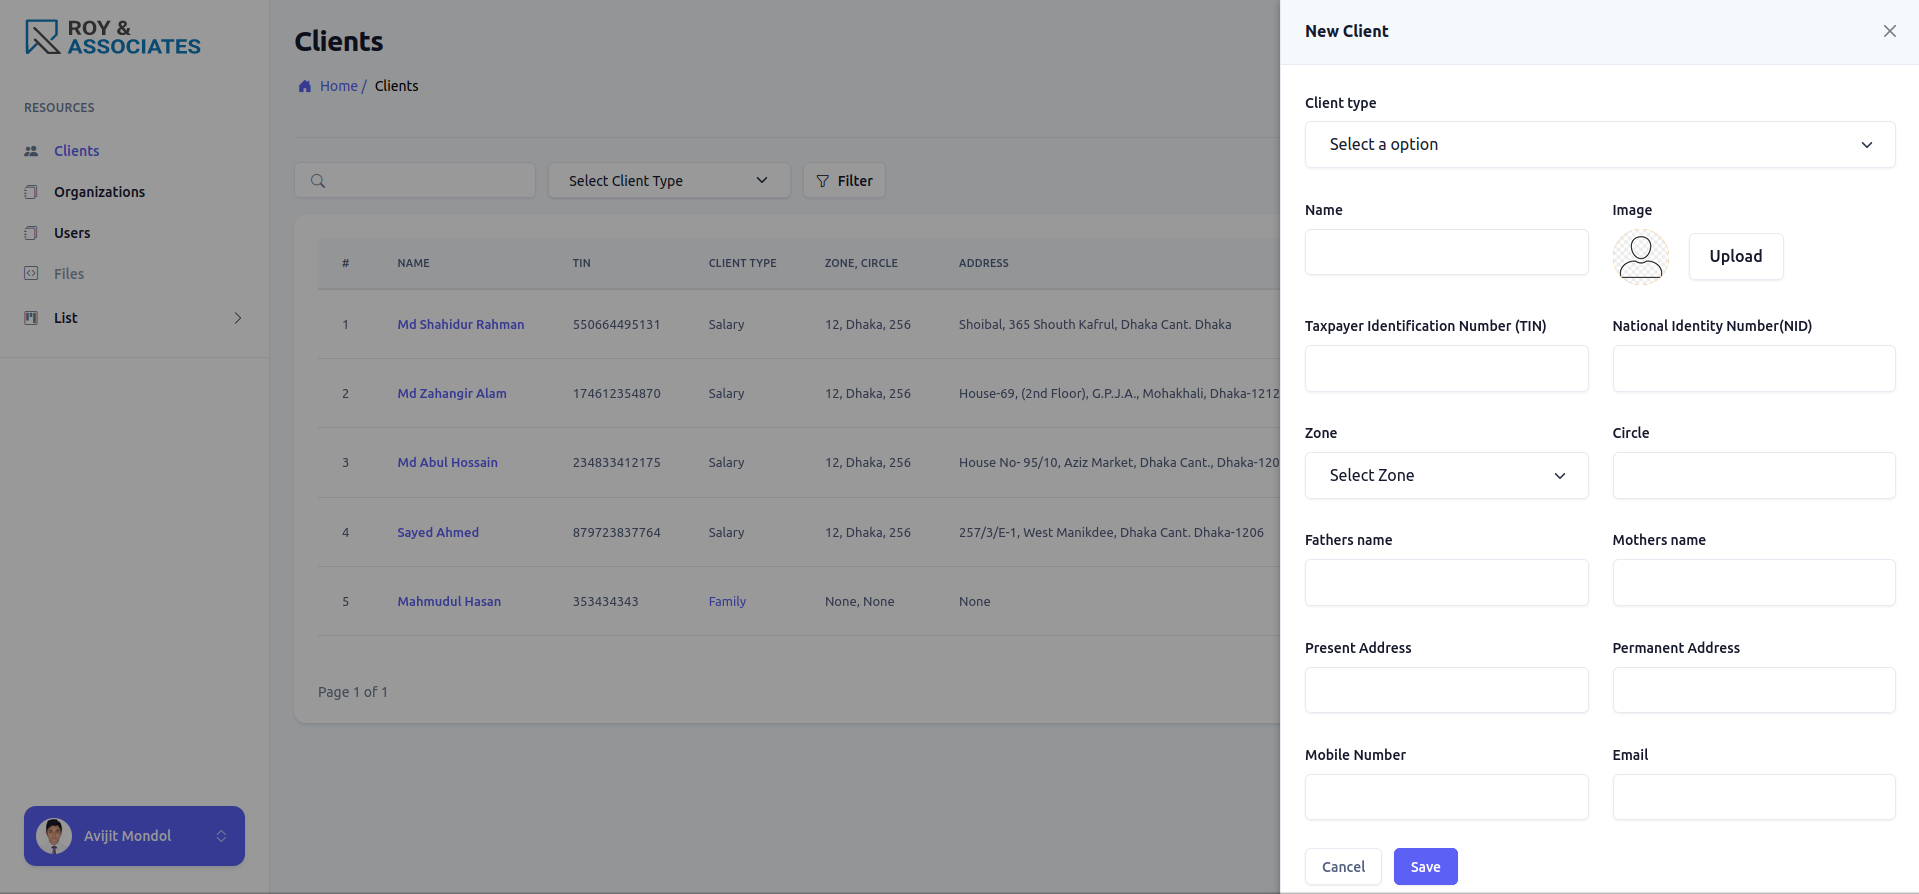 ROY &
ASSOCIATES
RESOURCES
Clients
Organizations
Users
Files
List
Avijit Mondol
Clients
Home / Clients
Select Client Type
Filter
# NAME TIN CLIENT TYPE ZONE, CIRCLE ADDRESS
1 Md Shahidur Rahman 550664495131 Salary 12, Dhaka, 256 Shoibal, 365 Shouth Kafrul, Dhaka Cant. Dhaka
2 Md Zahangir Alam 174612354870 Salary 12, Dhaka, 256 House-69, (2nd Floor), G.P.J.A., Mohakhali, Dhaka-1212
3 Md Abul Hossain 234833412175 Salary 12, Dhaka, 256 House No- 95/10, Aziz Market, Dhaka Cant., Dhaka-120
4 Sayed Ahmed 879723837764 Salary 12, Dhaka, 256 257/3/E-1, West Manikdee, Dhaka Cant. Dhaka-1206
5 Mahmudul Hasan 353434343 Family None, None None
Page 1 of 1
New Client
Client type
Select a option
Name Image
Upload
Taxpayer Identification Number (TIN) National Identity Number(NID)
Zone Circle
Select Zone
Fathers name Mothers name
Present Address Permanent Address
Mobile Number Email
Cancel Save